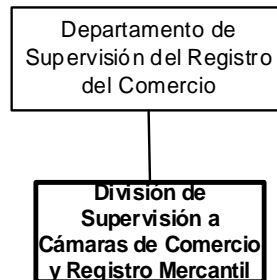 Departamento de
Supervisión del Registro
del Comercio
División de
Supervisión a
Cámaras de Comercio
y Registro Mercantil